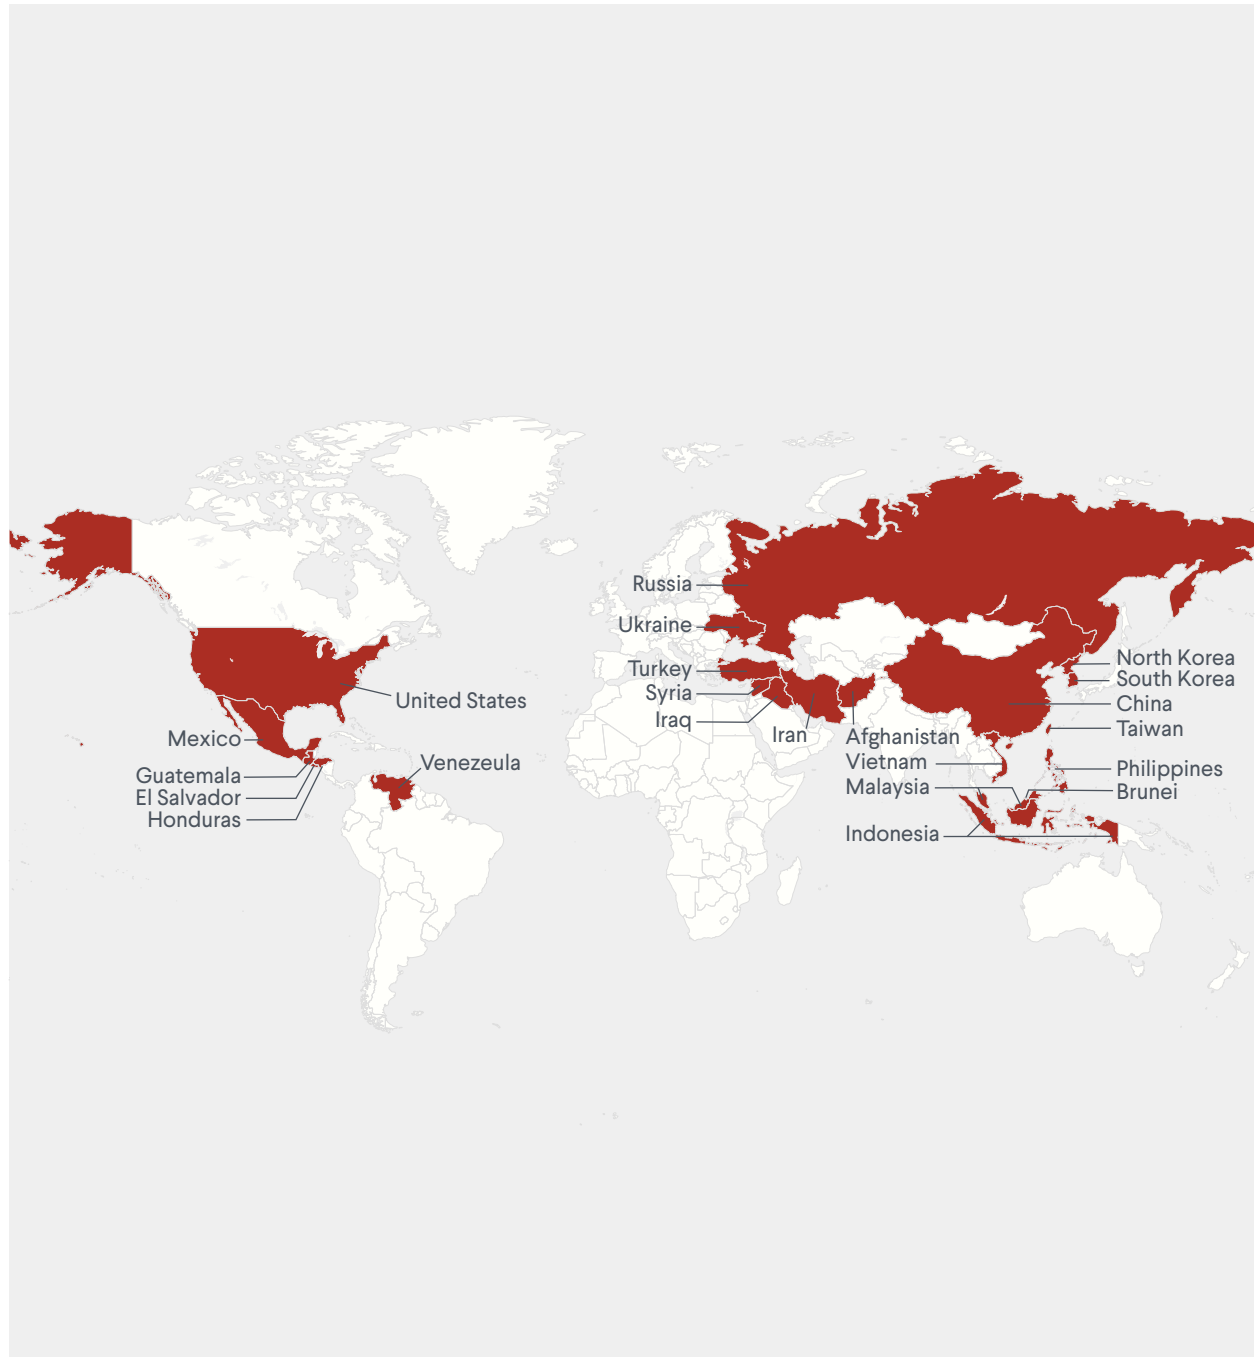 Russia
Ukraine
Turkey
Syria
Iraq
Iran
Afghanistan
Vietnam
Malaysia
Indonesia
North Korea
South Korea
China
Taiwan
Philippines
Brunei
United States
Mexico
Guatemala
El Salvador
Honduras
Venezeula